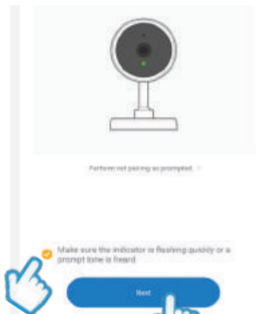 Perform net pairing as prompted.
Make sure the indicator is flashing quickly or a
prompt tone is heard
Next